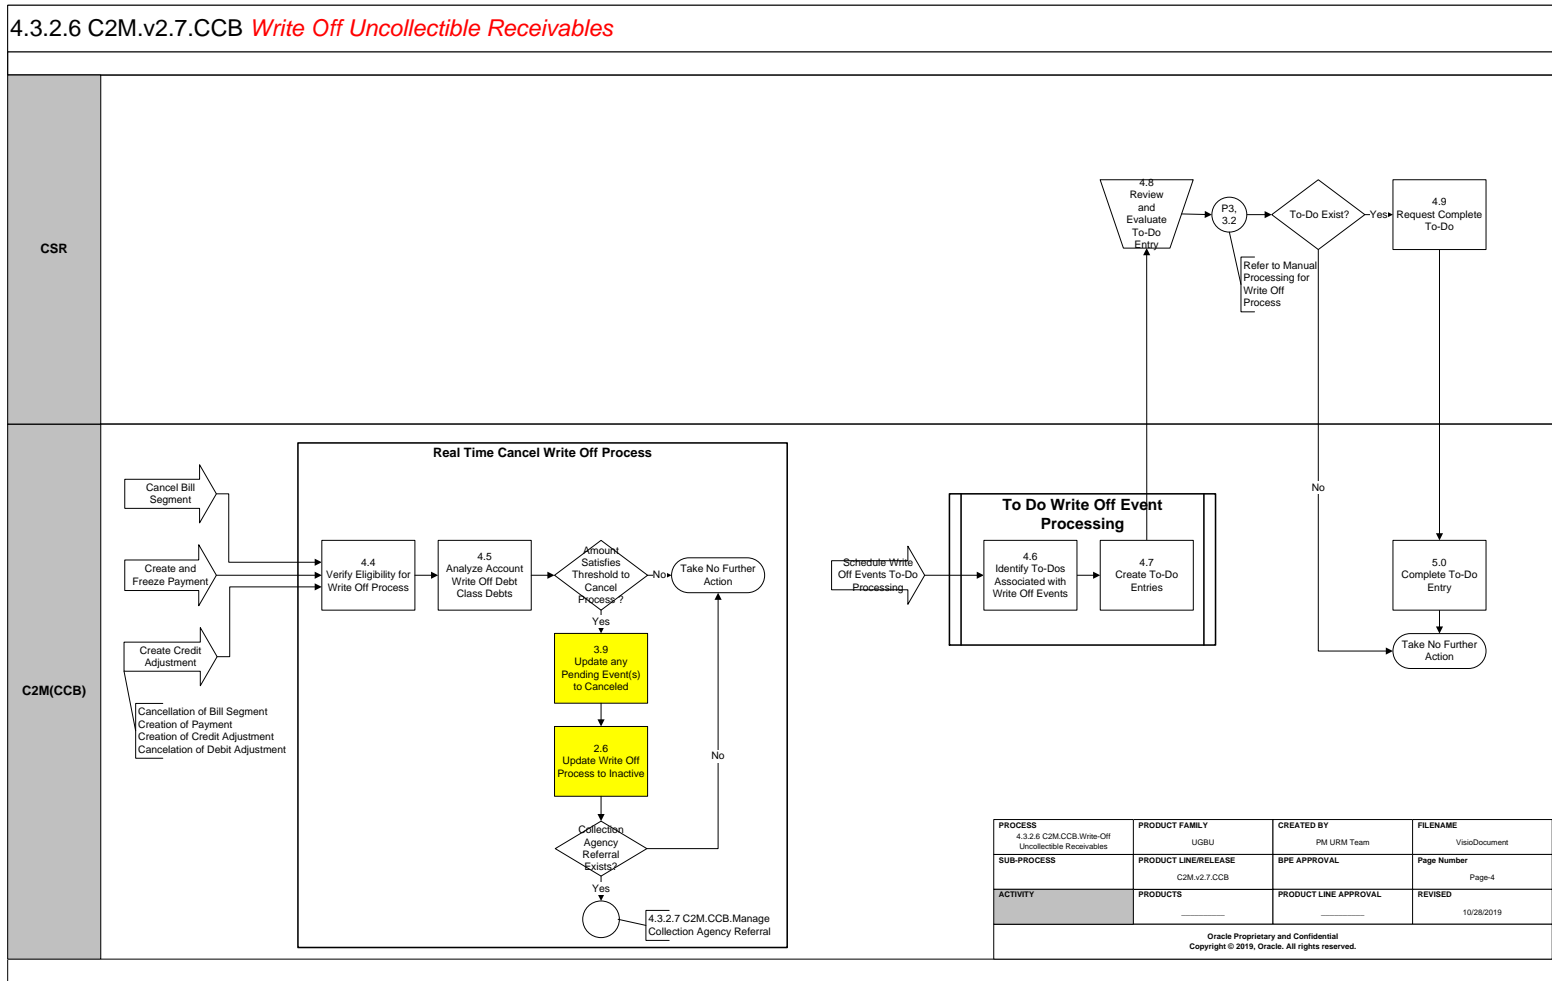 4.3.2.6 C2M.v2.7.CCB Write Off Uncollectible Receivables
CSR
4.8
Review
and
Evaluate
To-Do
Entry
P3,
3.2
Refer to Manual
Processing for
Write Off
Process
To-Do Exist?
Yes
4.9
Request Complete
To-Do
No
C2M(CCB)
Cancel Bill
Segment
Create and
Freeze Payment
Create Credit
Adjustment
Cancellation of Bill Segment
Creation of Payment
Creation of Credit Adjustment
Cancelation of Debit Adjustment
Real Time Cancel Write Off Process
4.4
Verify Eligibility for
Write Off Process
4.5
Analyze Account
Write Off Debt
Class Debts
Amount
Satisfies
Threshold to
Cancel
Process ?
No
Take No Further
Action
Yes
3.9
Update any
Pending Event(s)
to Canceled
2.6
Update Write Off
Process to Inactive
No
Collection
Agency
Referral
Exists?
Yes
4.3.2.7 C2M.CCB.Manage
Collection Agency Referral
Schedule Write
Off Events To-Do
Processing
To Do Write Off Event
Processing
4.6
Identify To-Dos
Associated with
Write Off Events
4.7
Create To-Do
Entries
5.0
Complete To-Do
Entry
Take No Further
Action
PROCESS
4.3.2.6 C2M.CCB.Write-Off
Uncollectible Receivables
PRODUCT FAMILY
UGBU
CREATED BY
PM URM Team
FILENAME
VisioDocument
SUB-PROCESS
PRODUCT LINE/RELEASE
C2M.v2.7.CCB
BPE APPROVAL
Page Number
Page-4
ACTIVITY
PRODUCTS
PRODUCT LINE APPROVAL
REVISED
10/28/2019
Oracle Proprietary and Confidential
Copyright © 2019, Oracle. All rights reserved.